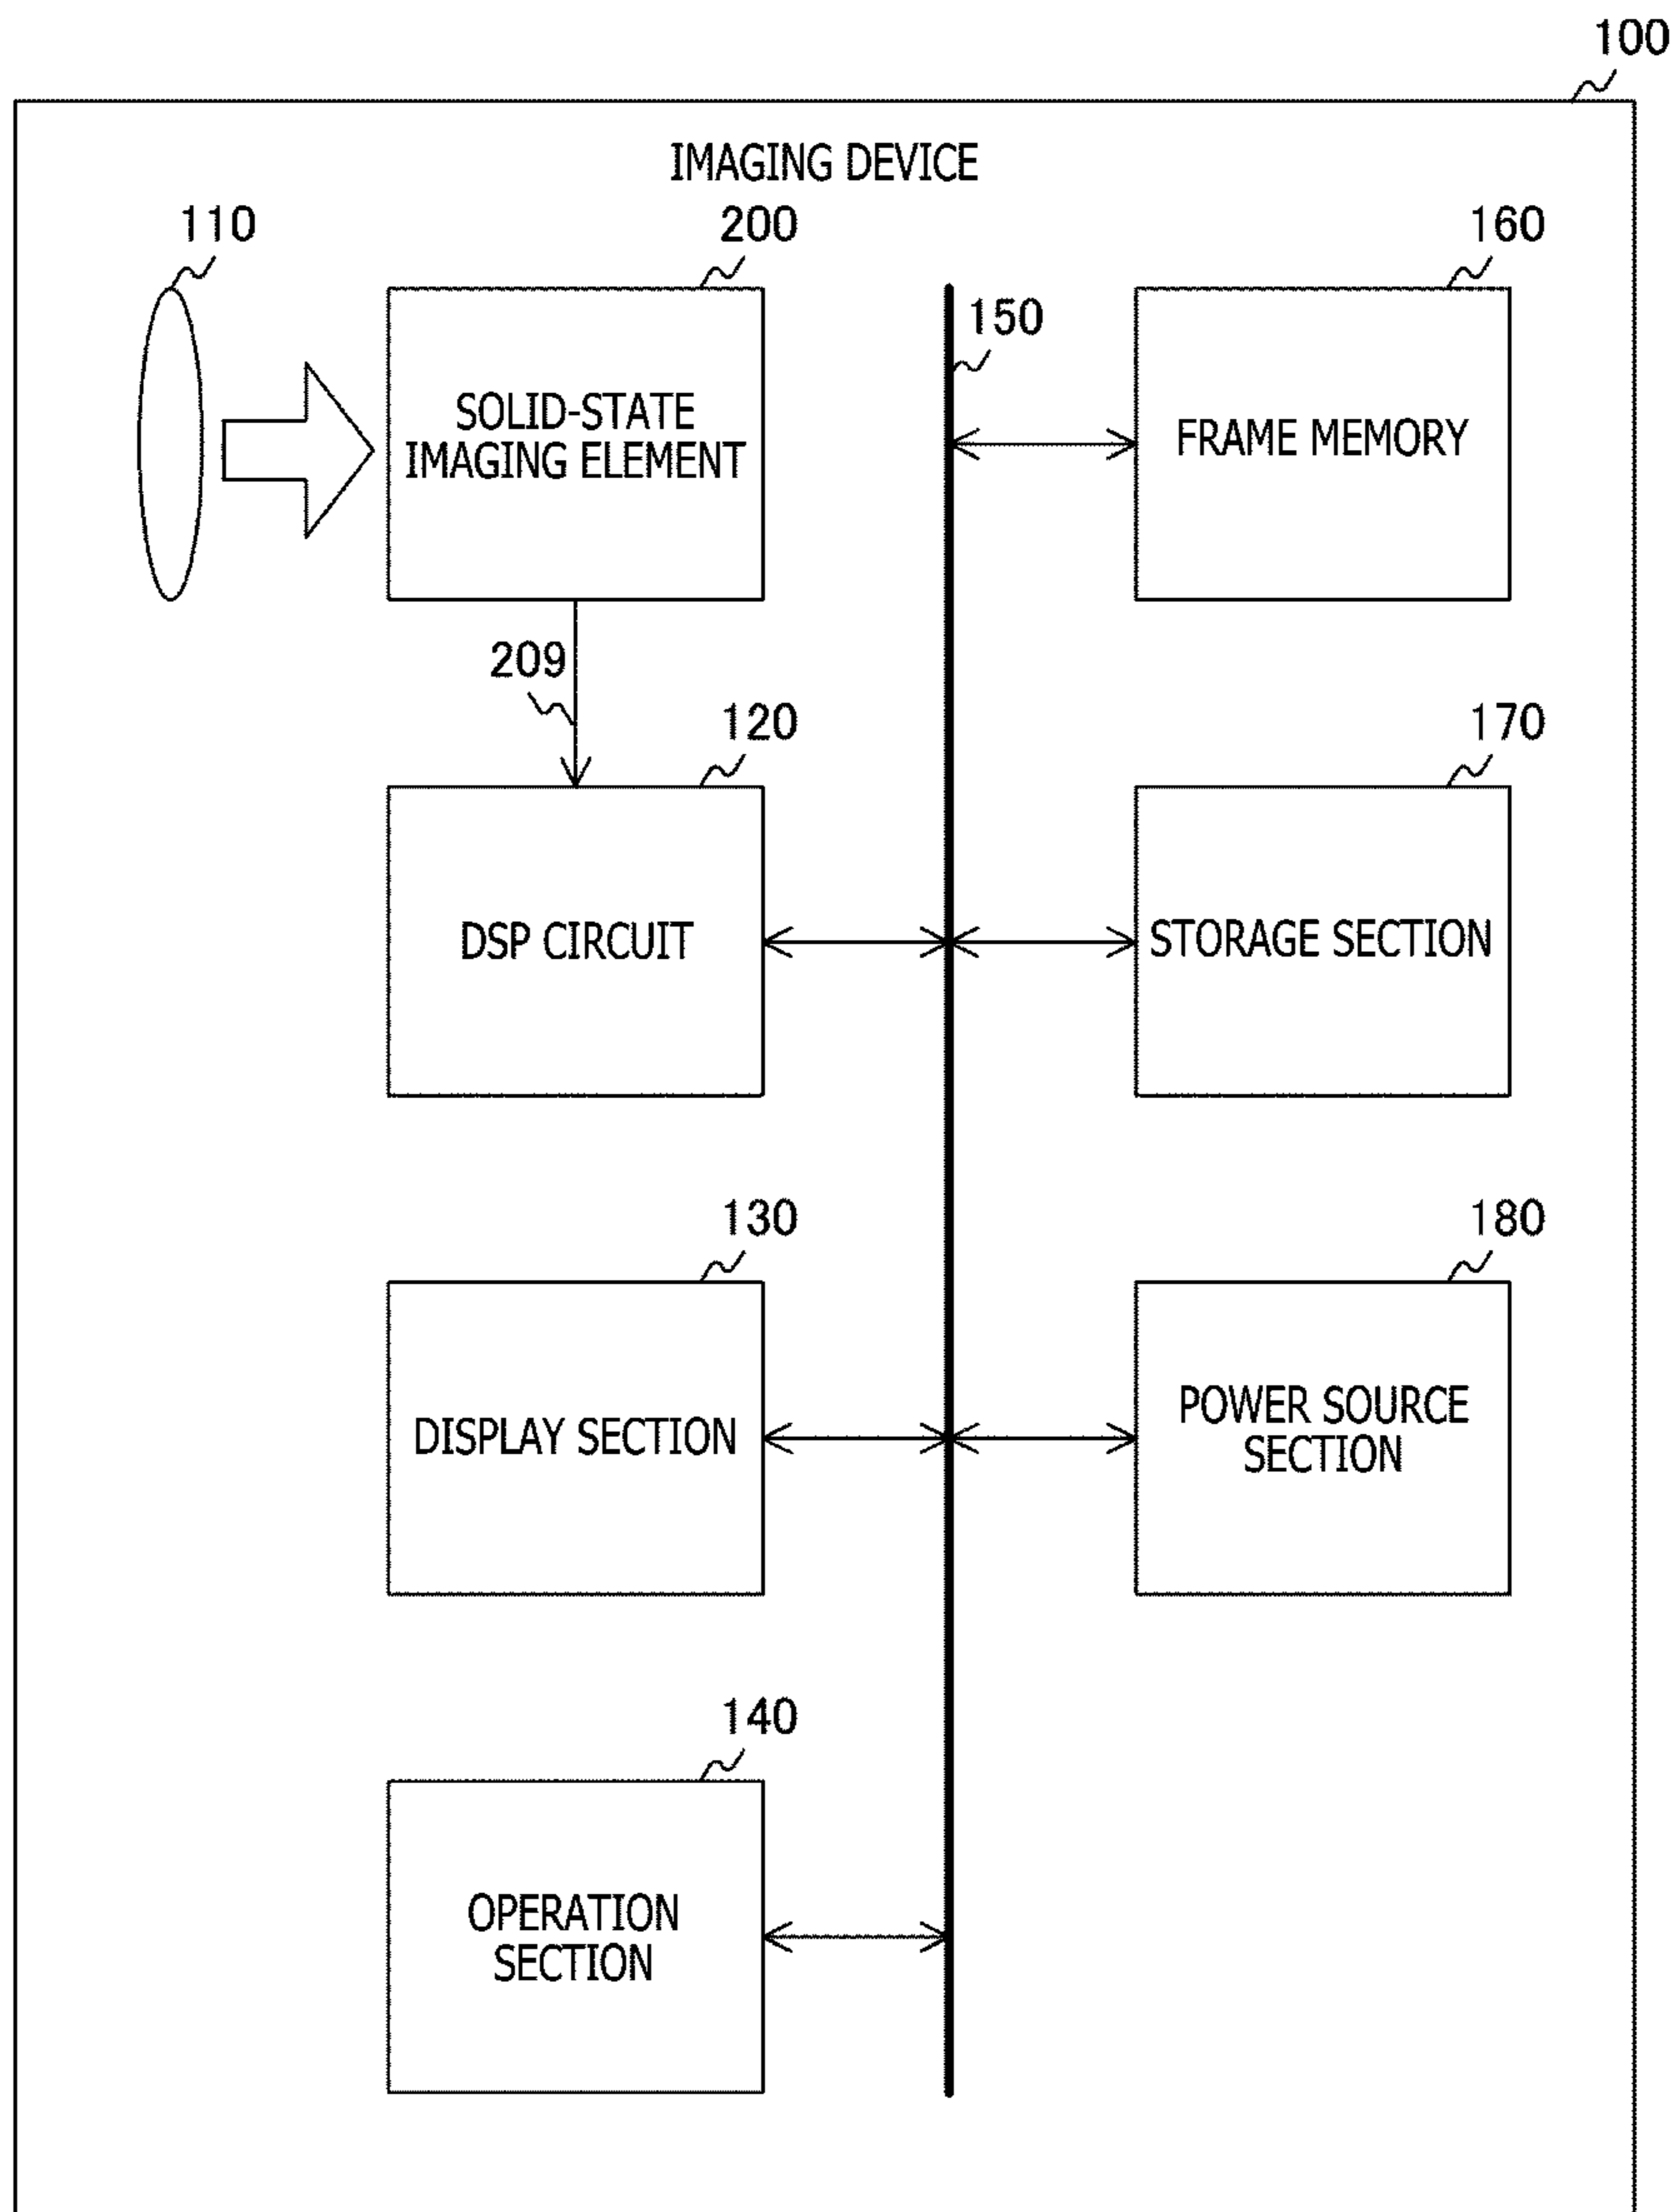 100
IMAGING DEVICE
110
200
160
150
SOLID-STATE
IMAGING ELEMENT
FRAME MEMORY
209
120
170
DSP CIRCUIT
STORAGE SECTION
130
180
DISPLAY SECTION
POWER SOURCE
SECTION
140
OPERATION
SECTION